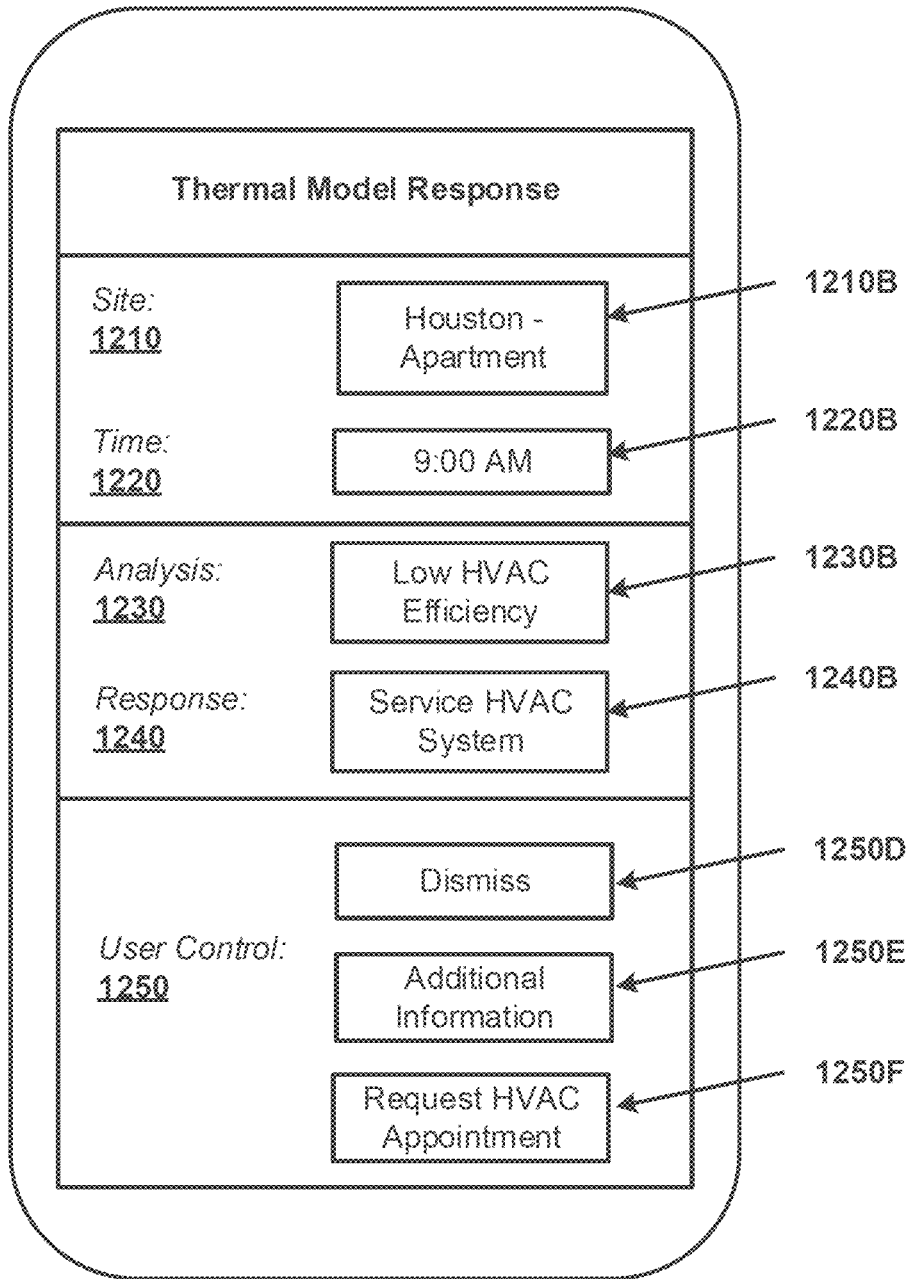 Thermal Model Response
Site:
1210
Houston -
Apartment
1210B
Time:
1220
9:00 AM
1220B
Analysis:
1230
Low HVAC
Efficiency
1230B
Response:
1240
Service HVAC
System
1240B
User Control:
1250
Dismiss
1250D
Additional
Information
1250E
Request HVAC
Appointment
1250F